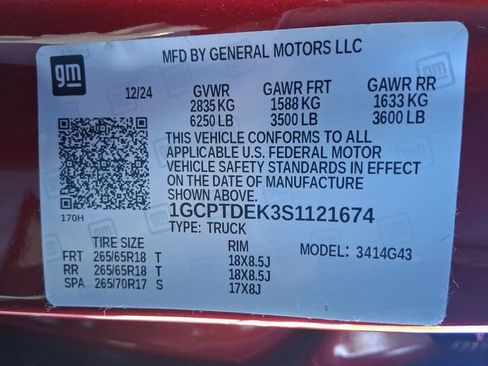 gm
MFD BY GENERAL MOTORS LLC
12/24 GVWR GAWR FRT GAWR RR
2835 KG 1588 KG 1633 KG
6250 LB 3500 LB 3600 LB
THIS VEHICLE CONFORMS TO ALL
APPLICABLE U.S. FEDERAL MOTOR
VEHICLE SAFETY STANDARDS IN EFFECT
ON THE DATE OF MANUFACTURE
SHOWN ABOVE.
170H
1GCPTDEK3S1121674
TYPE: TRUCK
TIRE SIZE RIM MODEL: 3414G43
FRT 265/65R18 T 18X8.5J
RR 265/65R18 T 18X8.5J
SPA 265/70R17 S 17X8J